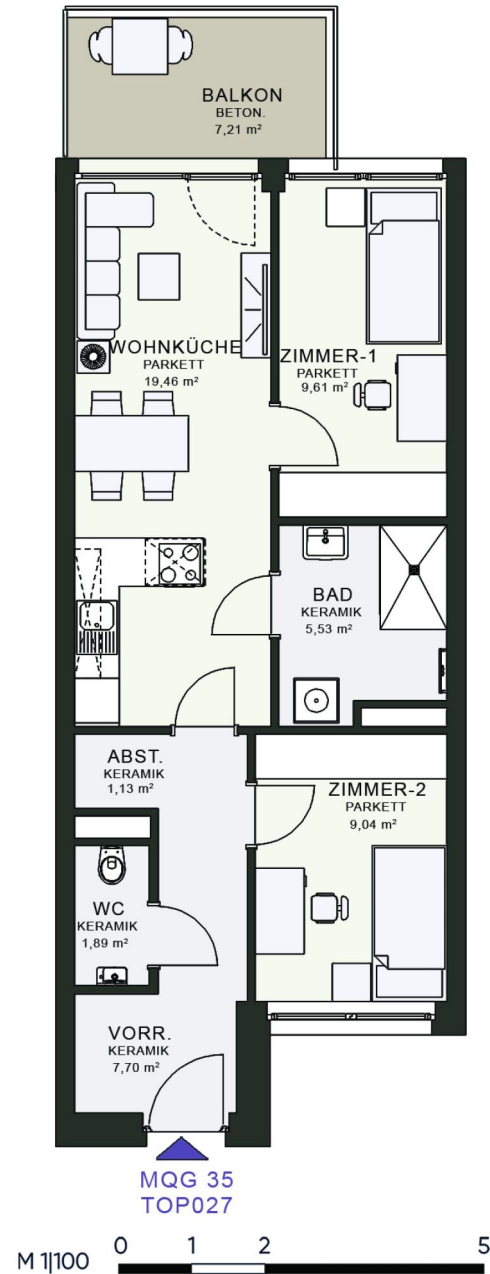 BALKON
BETON.
7,21 m²
WOHNKÜCHE
PARKETT
19,46 m²
ZIMMER-1
PARKETT
9,61 m²
BAD
KERAMIK
5,53 m²
ABST.
KERAMIK
1,13 m²
ZIMMER-2
PARKETT
9,04 m²
WC
KERAMIK
1,89 m²
VORR.
KERAMIK
7,70 m²
MQG 35
TOP027
M 1|100 0 1 2 5